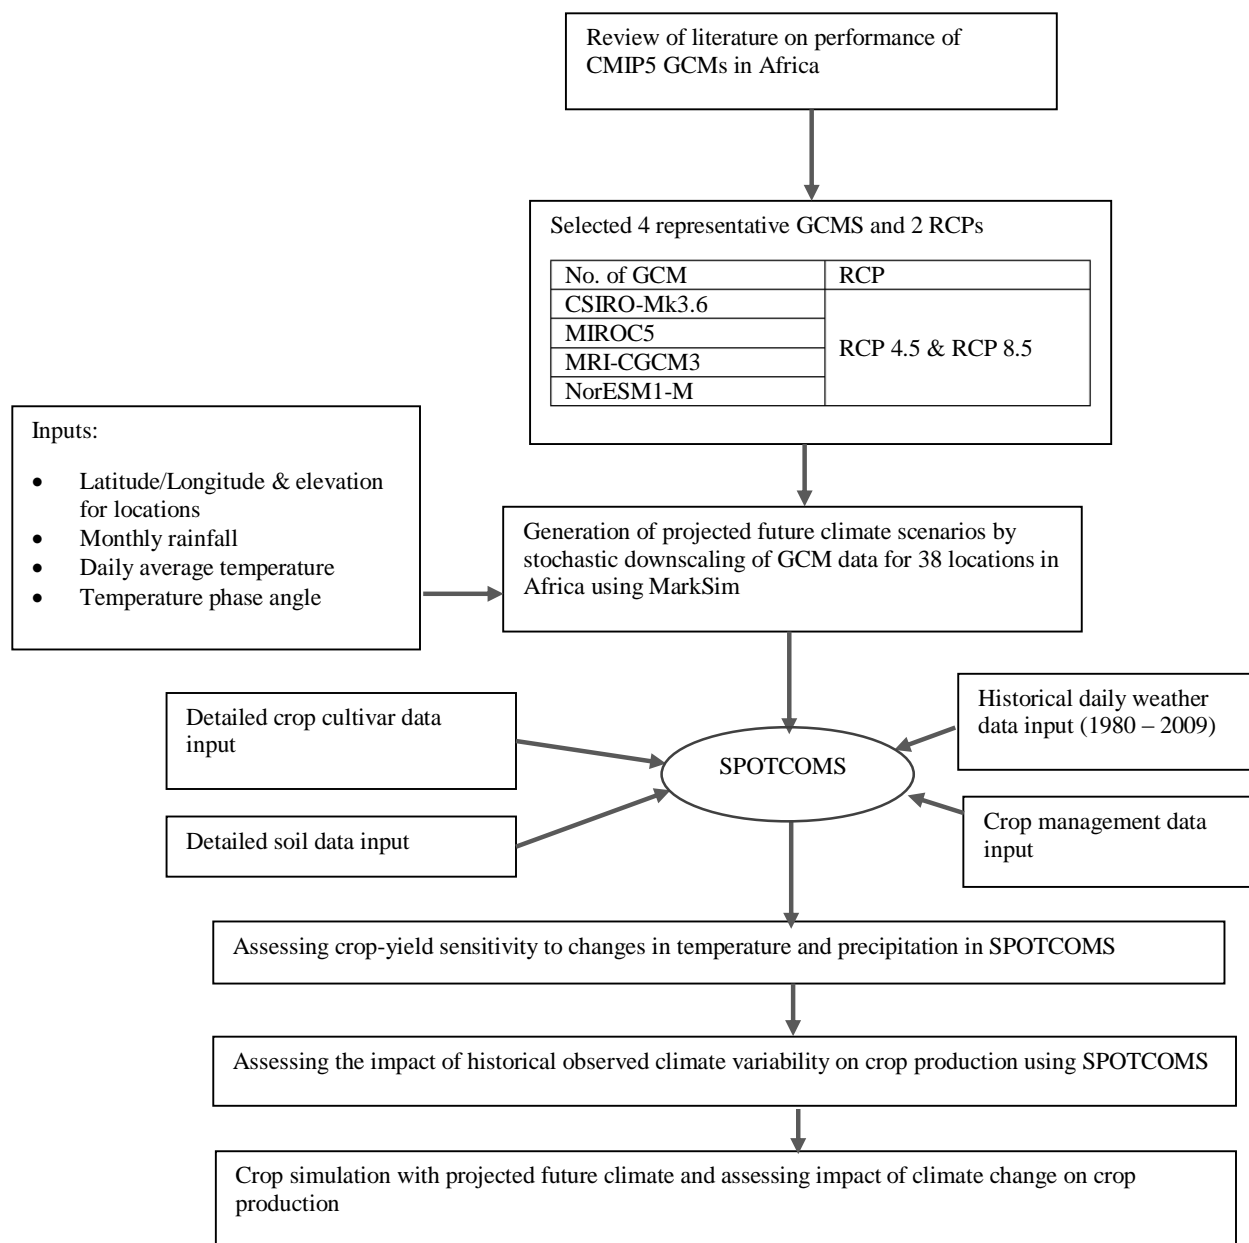 Review of literature on performance of
CMIP5 GCMs in Africa
Selected 4 representative GCMS and 2 RCPs
No. of GCM RCP
CSIRO-Mk3.6
MIROC5
RCP 4.5 & RCP 8.5
MRI-CGCM3
NorESM1-M
Inputs:
• Latitude/Longitude & elevation
for locations
• Monthly rainfall
• Daily average temperature
• Temperature phase angle
Generation of projected future climate scenarios by
stochastic downscaling of GCM data for 38 locations in
Africa using MarkSim
Detailed crop cultivar data
input
Historical daily weather
data input (1980 – 2009)
SPOTCOMS
Detailed soil data input
Crop management data
input
Assessing crop-yield sensitivity to changes in temperature and precipitation in SPOTCOMS
Assessing the impact of historical observed climate variability on crop production using SPOTCOMS
Crop simulation with projected future climate and assessing impact of climate change on crop
production